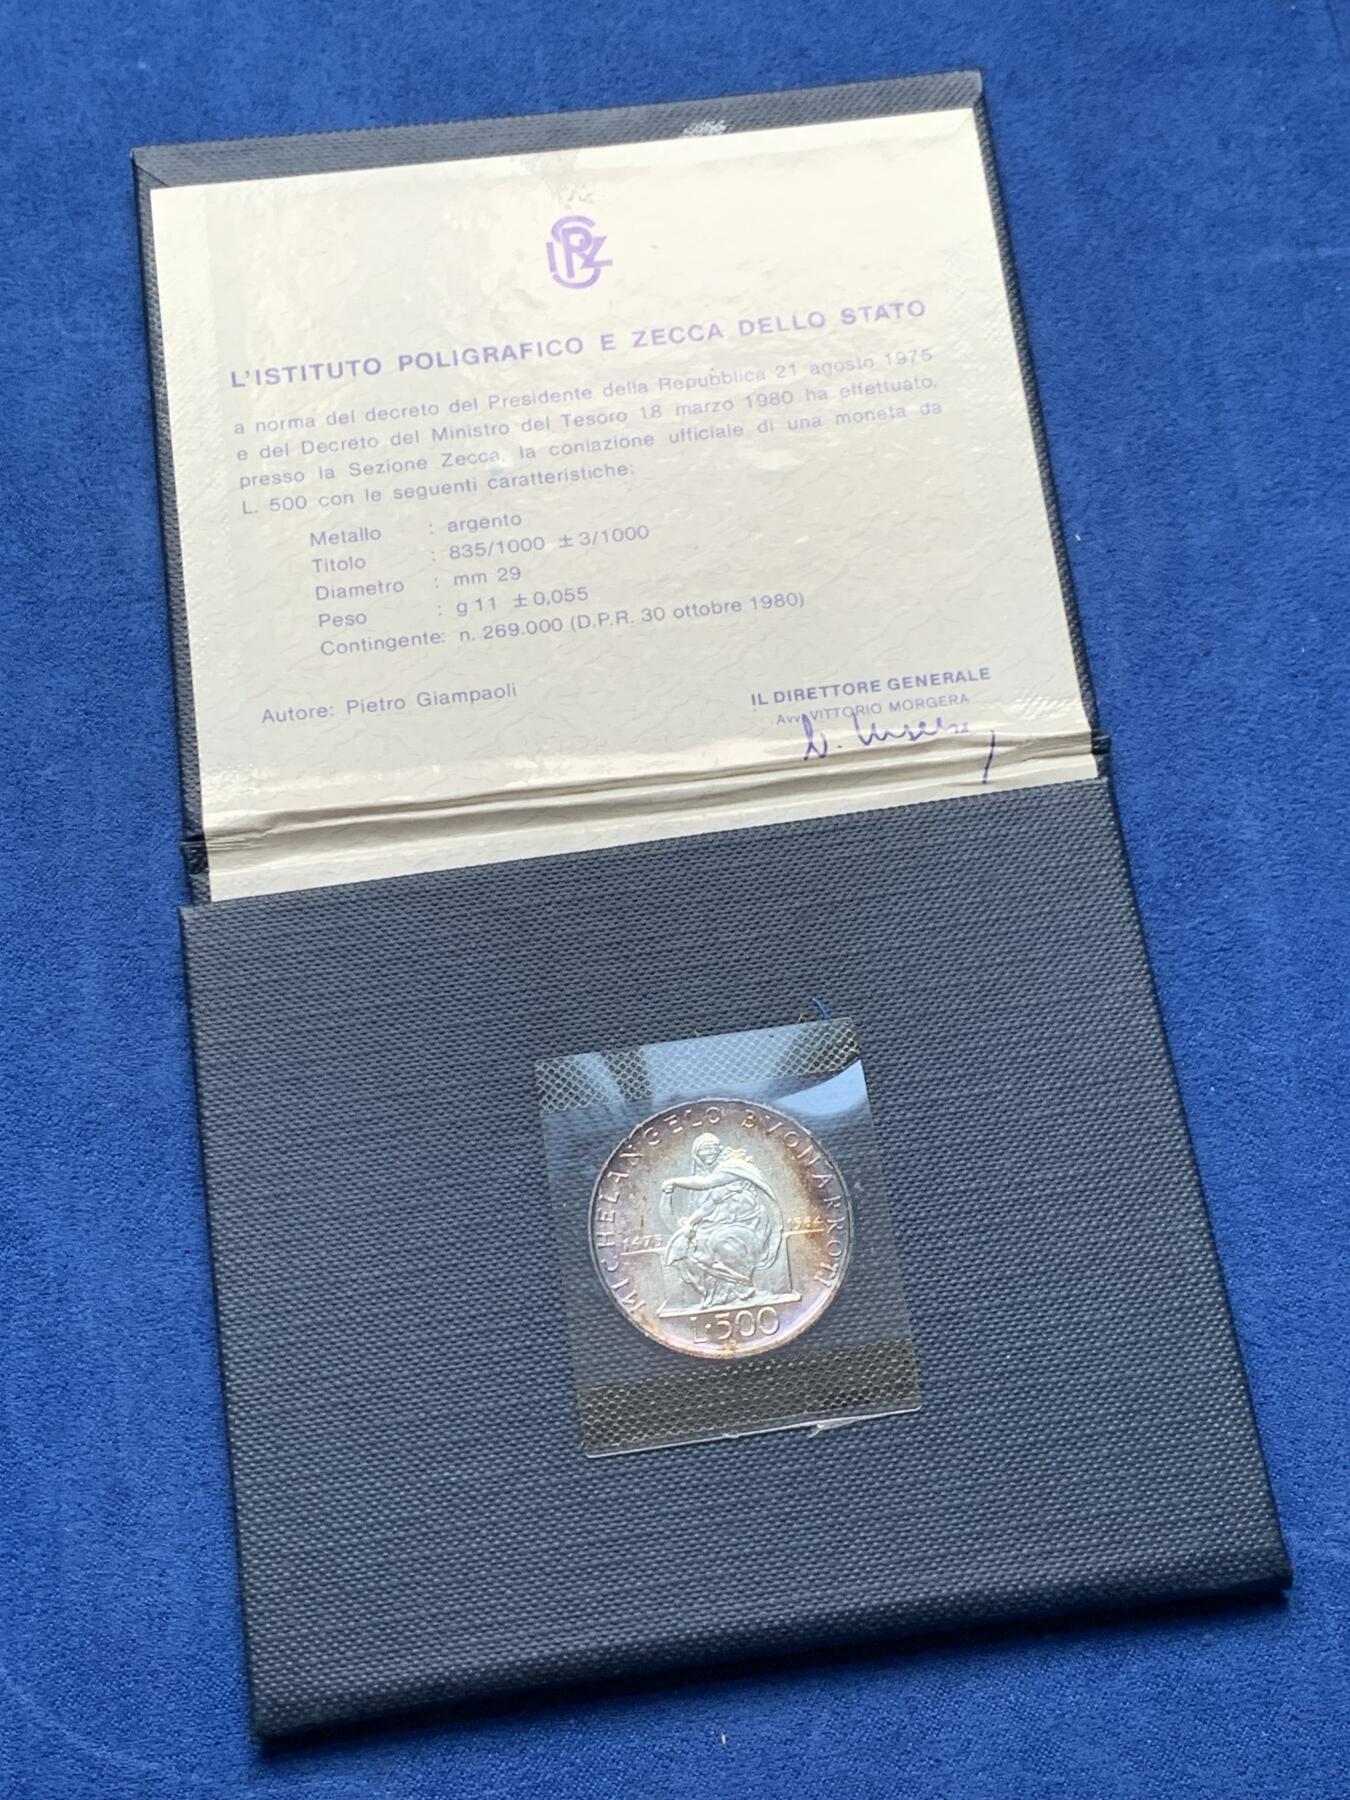 IPZS
L'ISTITUTO POLIGRAFICO E ZECCA DELLO STATO
a norma del decreto del Presidente della Repubblica 21 agosto 1975
e del Decreto del Ministro del Tesoro 18 marzo 1980 ha effettuato,
presso la Sezione Zecca, la coniazione ufficiale di una moneta da
L. 500 con le seguenti caratteristiche:
Metallo : argento
Titolo : 835/1000 ± 3/1000
Diametro : mm 29
Peso : g 11 ± 0,055
Contingente: n. 269.000 (D.P.R. 30 ottobre 1980)
Autore: Pietro Giampaoli
IL DIRETTORE GENERALE
Avv. VITTORIO MORGERA
MICHELANGELO BVONARROTI
1475 1564
L.500